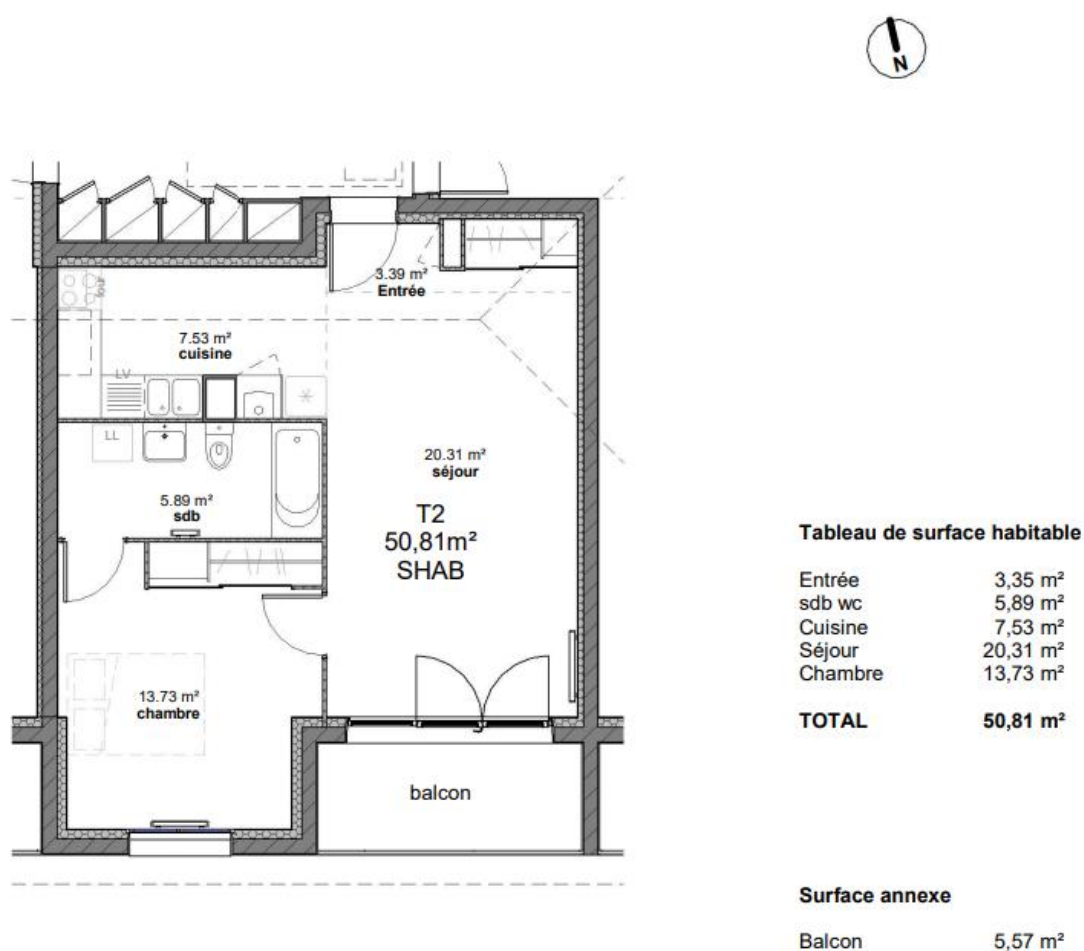 N
3.39 m²
Entrée
four
7.53 m²
cuisine
LV
LL
20.31 m²
séjour
5.89 m²
sdb
T2
50,81m²
SHAB
13.73 m²
chambre
balcon
Tableau de surface habitable
Entrée 3,35 m²
sdb wc 5,89 m²
Cuisine 7,53 m²
Séjour 20,31 m²
Chambre 13,73 m²
TOTAL 50,81 m²
Surface annexe
Balcon 5,57 m²